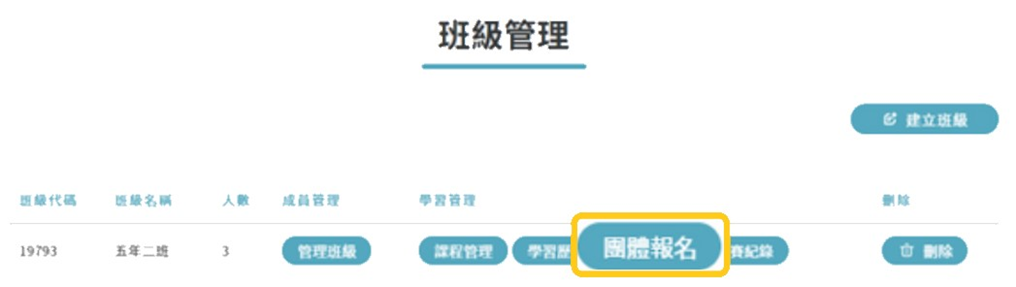 班級管理
建立班級
班級代碼 班級名稱 人數 成員管理 學習管理 刪除
19793 五年二班 3 管理班級 課程管理 學習歷 團體報名 賽紀錄 刪除